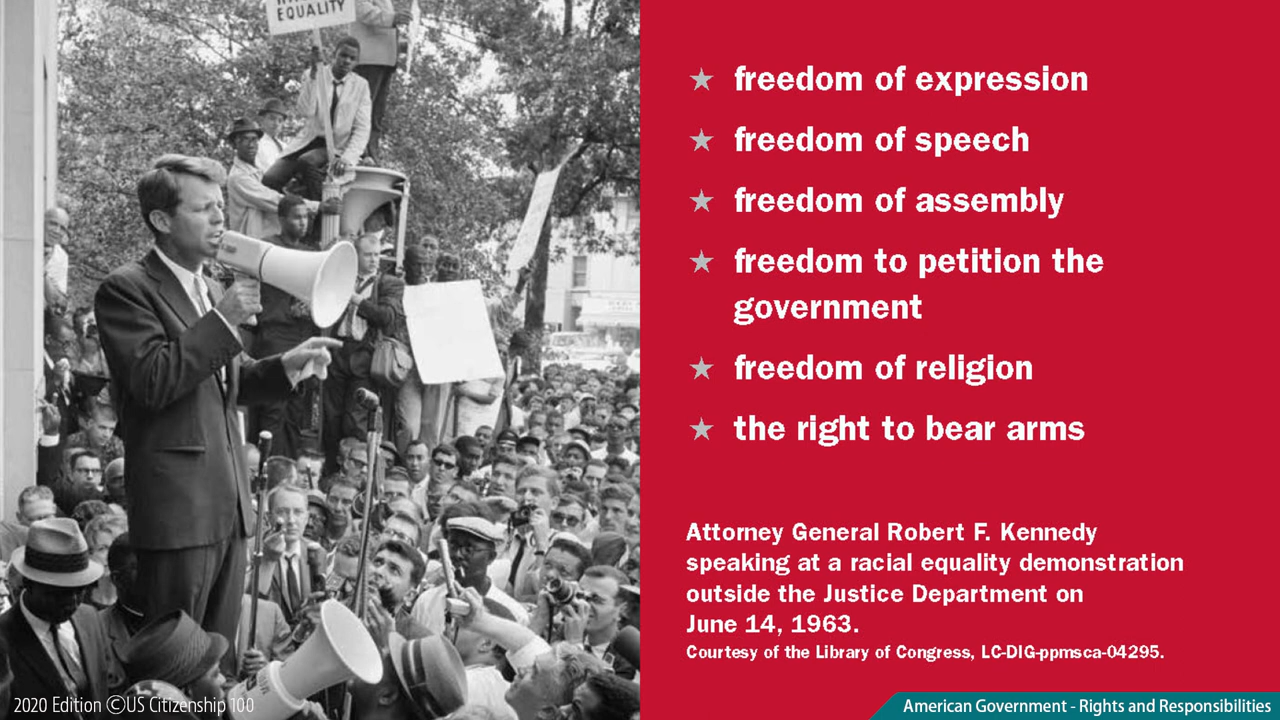 EQUALITY
★ freedom of expression
★ freedom of speech
★ freedom of assembly
★ freedom to petition the
government
★ freedom of religion
★ the right to bear arms
Attorney General Robert F. Kennedy
speaking at a racial equality demonstration
outside the Justice Department on
June 14, 1963.
Courtesy of the Library of Congress, LC-DIG-ppmsca-04295.
2020 Edition ©US Citizenship 100
American Government - Rights and Responsibilities